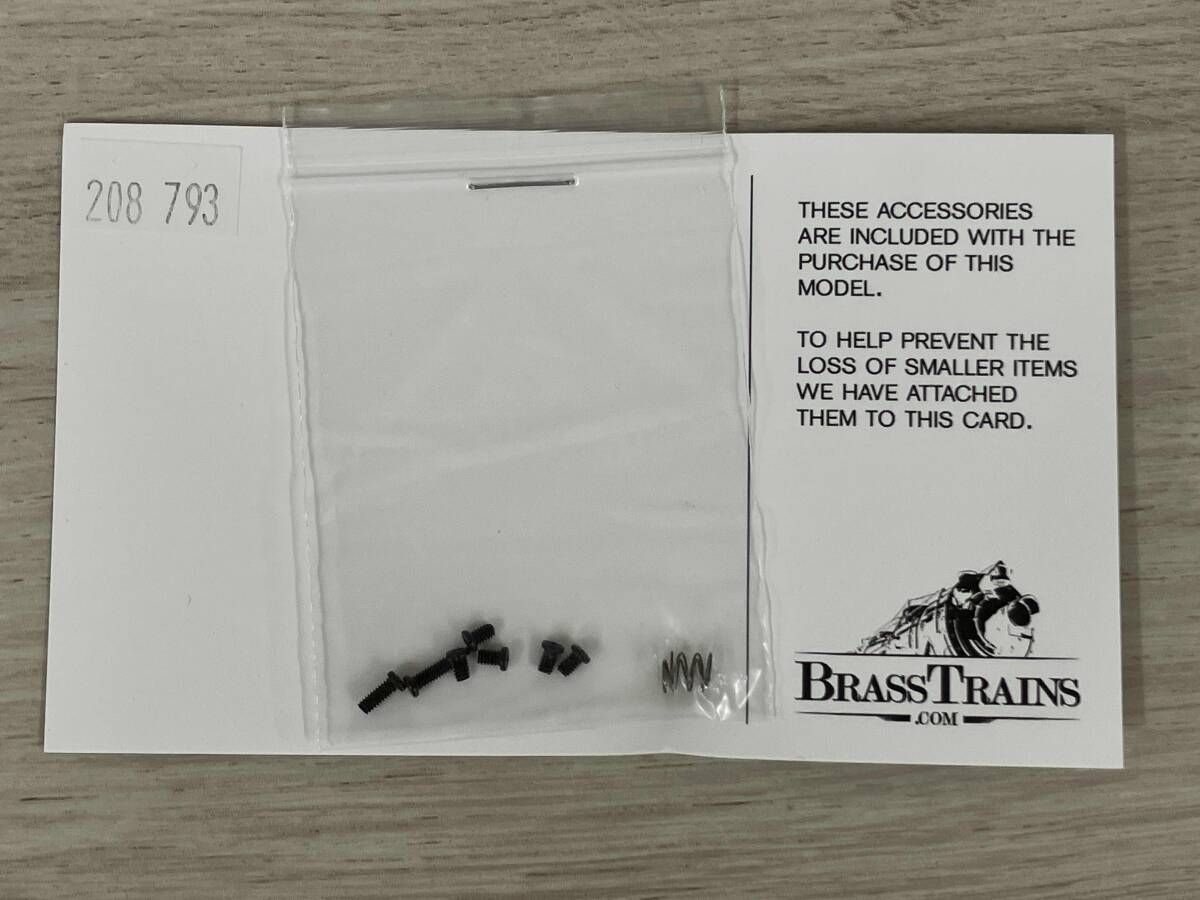 208 793
THESE ACCESSORIES
ARE INCLUDED WITH THE
PURCHASE OF THIS
MODEL.
TO HELP PREVENT THE
LOSS OF SMALLER ITEMS
WE HAVE ATTACHED
THEM TO THIS CARD.
BRASSTRAINS
.COM